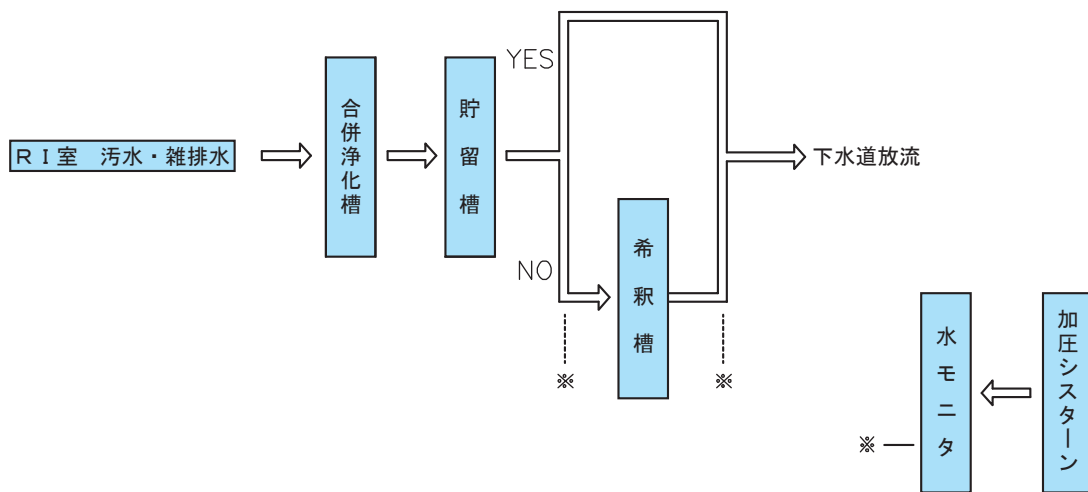 RI室　汚水・雑排水
合併浄化槽
貯留槽
YES
NO
希釈槽
下水道放流
※
※
※
水モニタ
加圧システーン